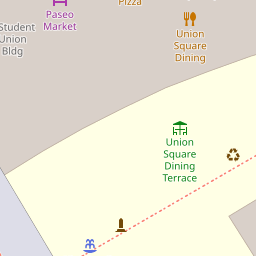 Pizza
Paseo
Market
Student
Union
Bldg
Union
Square
Dining
Union
Square
Dining
Terrace